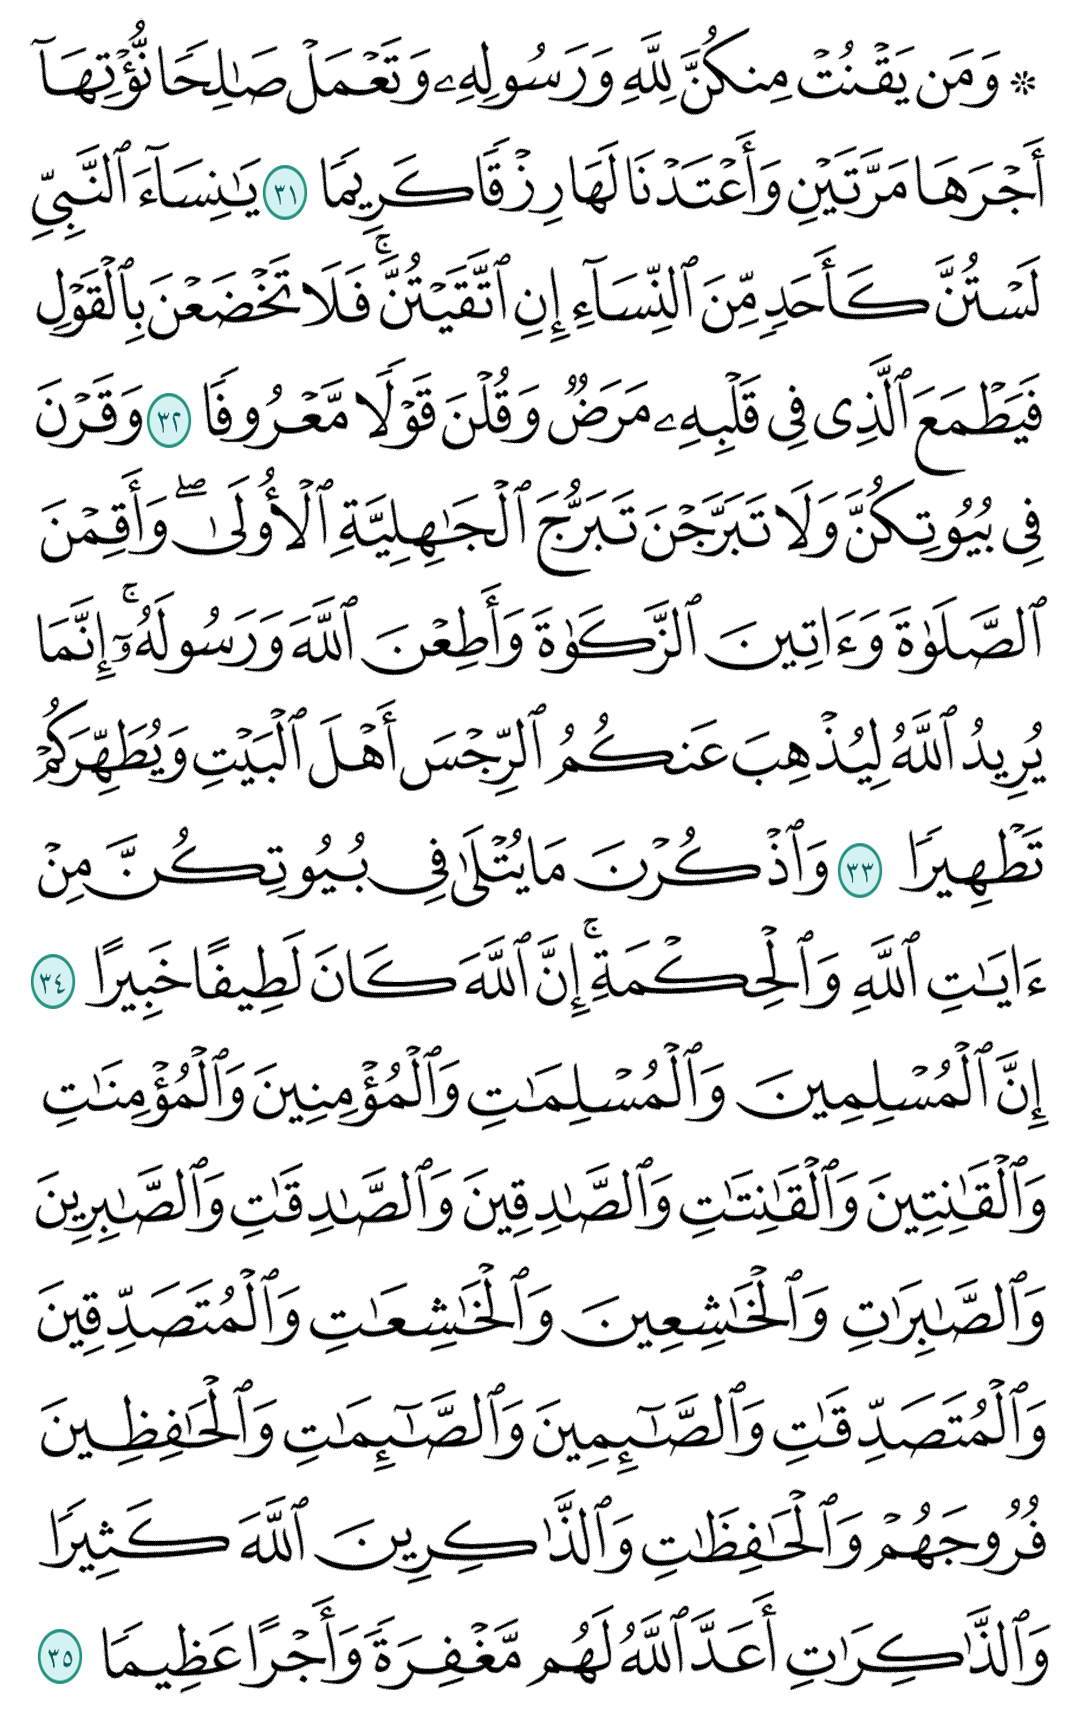 ۞ وَمَن يَقۡنُتۡ مِنكُنَّ لِلَّهِ وَرَسُولِهِۦ وَتَعۡمَلۡ صَٰلِحٗا نُّؤۡتِهَآ
أَجۡرَهَا مَرَّتَيۡنِ وَأَعۡتَدۡنَا لَهَا رِزۡقٗا كَرِيمٗا ٣١ يَٰنِسَآءَ ٱلنَّبِيِّ
لَسۡتُنَّ كَأَحَدٖ مِّنَ ٱلنِّسَآءِ إِنِ ٱتَّقَيۡتُنَّۚ فَلَا تَخۡضَعۡنَ بِٱلۡقَوۡلِ
فَيَطۡمَعَ ٱلَّذِي فِي قَلۡبِهِۦ مَرَضٞ وَقُلۡنَ قَوۡلٗا مَّعۡرُوفٗا ٣٢ وَقَرۡنَ
فِي بُيُوتِكُنَّ وَلَا تَبَرَّجۡنَ تَبَرُّجَ ٱلۡجَٰهِلِيَّةِ ٱلۡأُولَىٰۖ وَأَقِمۡنَ
ٱلصَّلَوٰةَ وَءَاتِينَ ٱلزَّكَوٰةَ وَأَطِعۡنَ ٱللَّهَ وَرَسُولَهُۥٓۚ إِنَّمَا
يُرِيدُ ٱللَّهُ لِيُذۡهِبَ عَنكُمُ ٱلرِّجۡسَ أَهۡلَ ٱلۡبَيۡتِ وَيُطَهِّرَكُمۡ
تَطۡهِيرٗا ٣٣ وَٱذۡكُرۡنَ مَا يُتۡلَىٰ فِي بُيُوتِكُنَّ مِنۡ
ءَايَٰتِ ٱللَّهِ وَٱلۡحِكۡمَةِۚ إِنَّ ٱللَّهَ كَانَ لَطِيفًا خَبِيرًا ٣٤
إِنَّ ٱلۡمُسۡلِمِينَ وَٱلۡمُسۡلِمَٰتِ وَٱلۡمُؤۡمِنِينَ وَٱلۡمُؤۡمِنَٰتِ
وَٱلۡقَٰنِتِينَ وَٱلۡقَٰنِتَٰتِ وَٱلصَّٰدِقِينَ وَٱلصَّٰدِقَٰتِ وَٱلصَّٰبِرِينَ
وَٱلصَّٰبِرَٰتِ وَٱلۡخَٰشِعِينَ وَٱلۡخَٰشِعَٰتِ وَٱلۡمُتَصَدِّقِينَ
وَٱلۡمُتَصَدِّقَٰتِ وَٱلصَّٰٓئِمِينَ وَٱلصَّٰٓئِمَٰتِ وَٱلۡحَٰفِظِينَ
فُرُوجَهُمۡ وَٱلۡحَٰفِظَٰتِ وَٱلذَّٰكِرِينَ ٱللَّهَ كَثِيرٗا
وَٱلذَّٰكِرَٰتِ أَعَدَّ ٱللَّهُ لَهُم مَّغۡفِرَةٗ وَأَجۡرًا عَظِيمٗا ٣٥